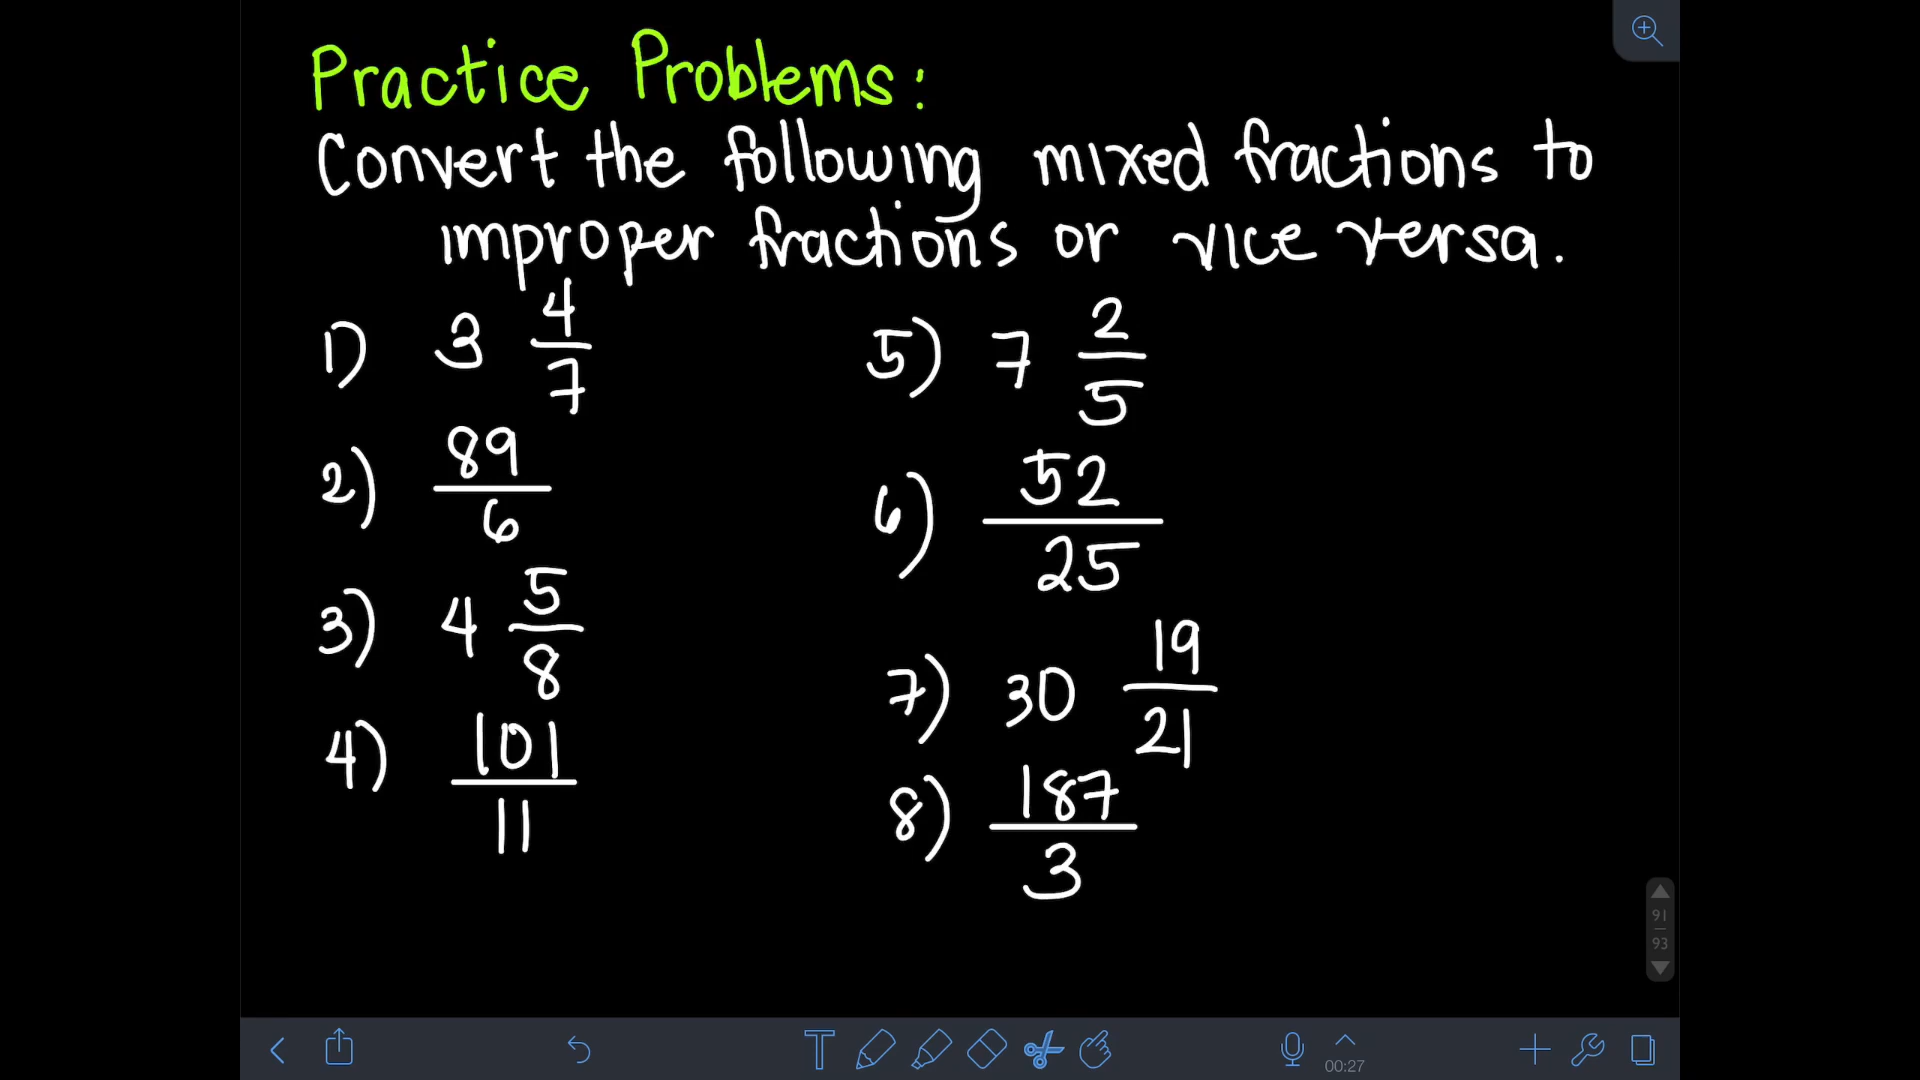 Practice Problems:
Convert the following mixed fractions to
improper fractions or vice versa.
1) 3 4/7
2) 89/6
3) 4 5/8
4) 101/11
5) 7 2/5
6) 52/25
7) 30 19/21
8) 187/3
91
93
T
00:27